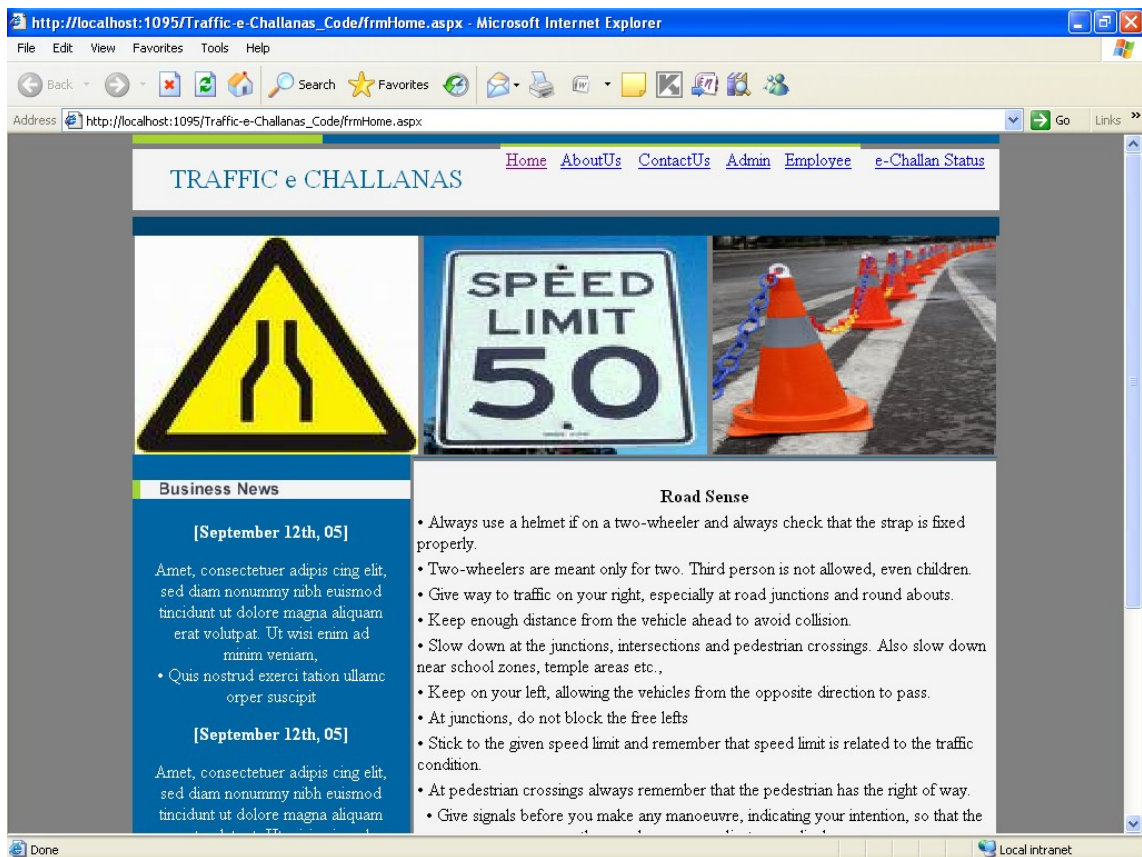 http://localhost:1095/Traffic-e-Challanas_Code/frmHome.aspx - Microsoft Internet Explorer
File Edit View Favorites Tools Help
Back Search Favorites
Address http://localhost:1095/Traffic-e-Challanas_Code/frmHome.aspx Go Links »
Home AboutUs ContactUs Admin Employee e-Challan Status
TRAFFIC e CHALLANAS
SPEED
LIMIT
50
Business News
[September 12th, 05]
Amet, consectetuer adipis cing elit,
sed diam nonummy nibh euismod
tincidunt ut dolore magna aliquam
erat volutpat. Ut wisi enim ad
minim veniam,
• Quis nostrud exerci tation ullamc
orper suscipit
[September 12th, 05]
Amet, consectetuer adipis cing elit,
sed diam nonummy nibh euismod
tincidunt ut dolore magna aliquam
Road Sense
• Always use a helmet if on a two-wheeler and always check that the strap is fixed
properly.
• Two-wheelers are meant only for two. Third person is not allowed, even children.
• Give way to traffic on your right, especially at road junctions and round abouts.
• Keep enough distance from the vehicle ahead to avoid collision.
• Slow down at the junctions, intersections and pedestrian crossings. Also slow down
near school zones, temple areas etc.,
• Keep on your left, allowing the vehicles from the opposite direction to pass.
• At junctions, do not block the free lefts
• Stick to the given speed limit and remember that speed limit is related to the traffic
condition.
• At pedestrian crossings always remember that the pedestrian has the right of way.
• Give signals before you make any manoeuvre, indicating your intention, so that the
Done Local intranet